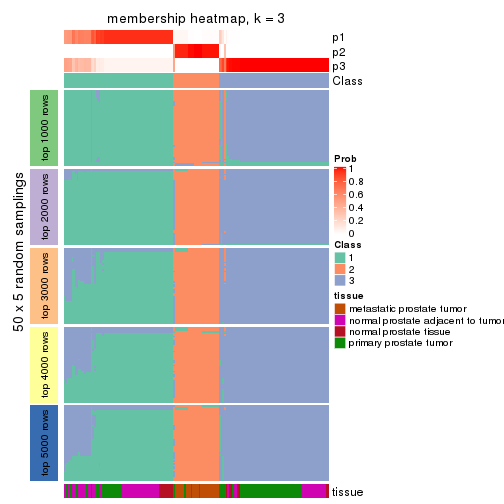 membership heatmap, k = 3
p1
p2
p3
Class
50 x 5 random samplings
top 1000 rows
top 2000 rows
top 3000 rows
top 4000 rows
top 5000 rows
Prob
1
0.8
0.6
0.4
0.2
0
Class
1
2
3
tissue
metastatic prostate tumor
normal prostate adjacent to tumor
normal prostate tissue
primary prostate tumor
tissue